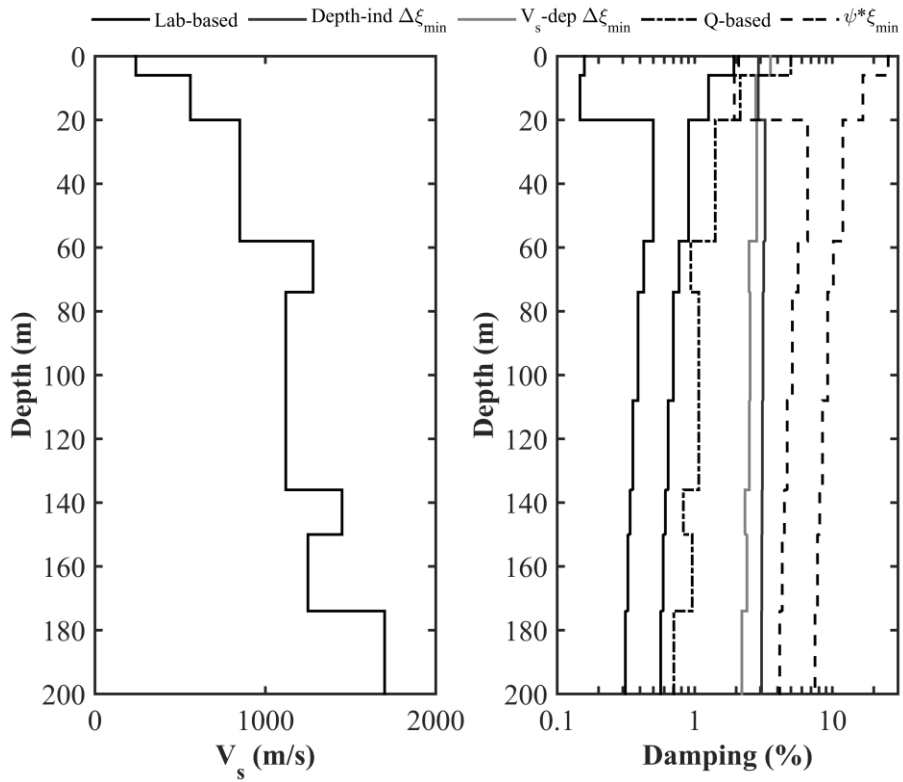 Lab-based Depth-ind Δξmin Vs-dep Δξmin Q-based ψ*ξmin
0 0
20 20
40 40
60 60
80 80
100 100
120 120
140 140
160 160
180 180
200 200
Depth (m) Depth (m)
0 1000 2000 0.1 1 10
Vs (m/s) Damping (%)